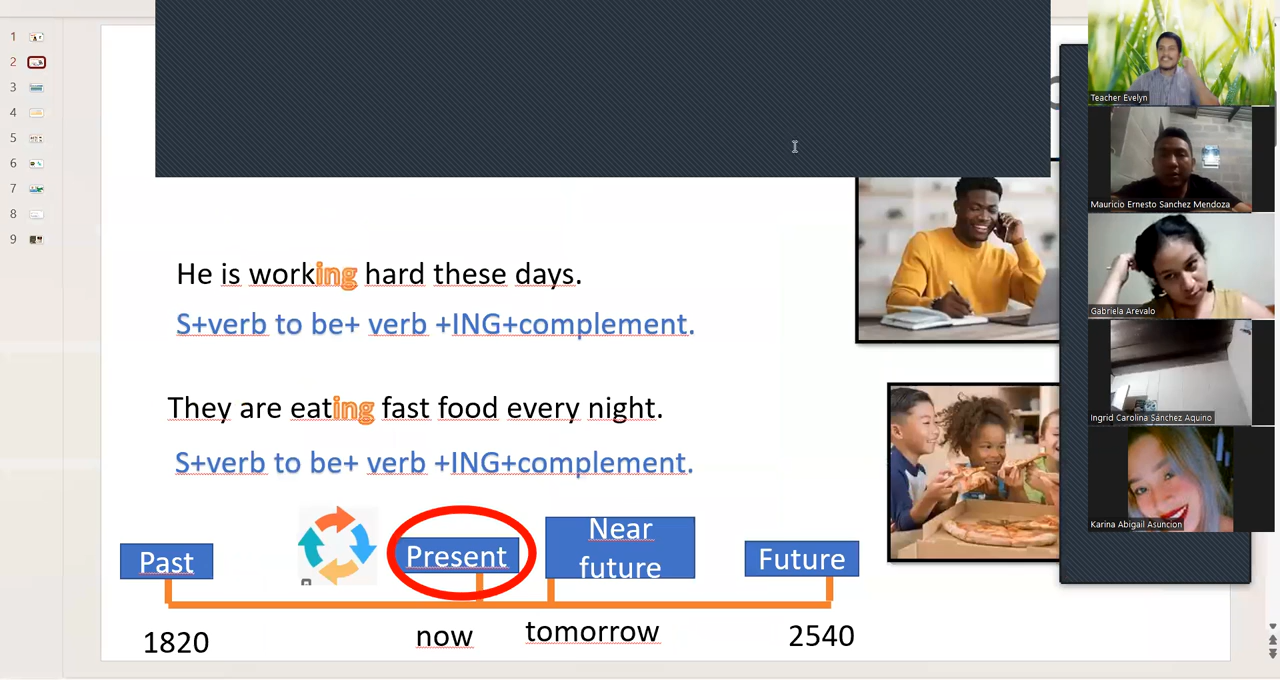 1
2
3
4
5
6
7
8
9
He is working hard these days.
S+verb to be+ verb +ING+complement.
They are eating fast food every night.
S+verb to be+ verb +ING+complement.
Past
Present
Near
future
Future
1820
now
tomorrow
2540
Teacher Evelyn
Mauricio Ernesto Sanchez Mendoza
Gabriela Arevalo
Ingrid Carolina Sánchez Aquino
Karina Abigail Asuncion